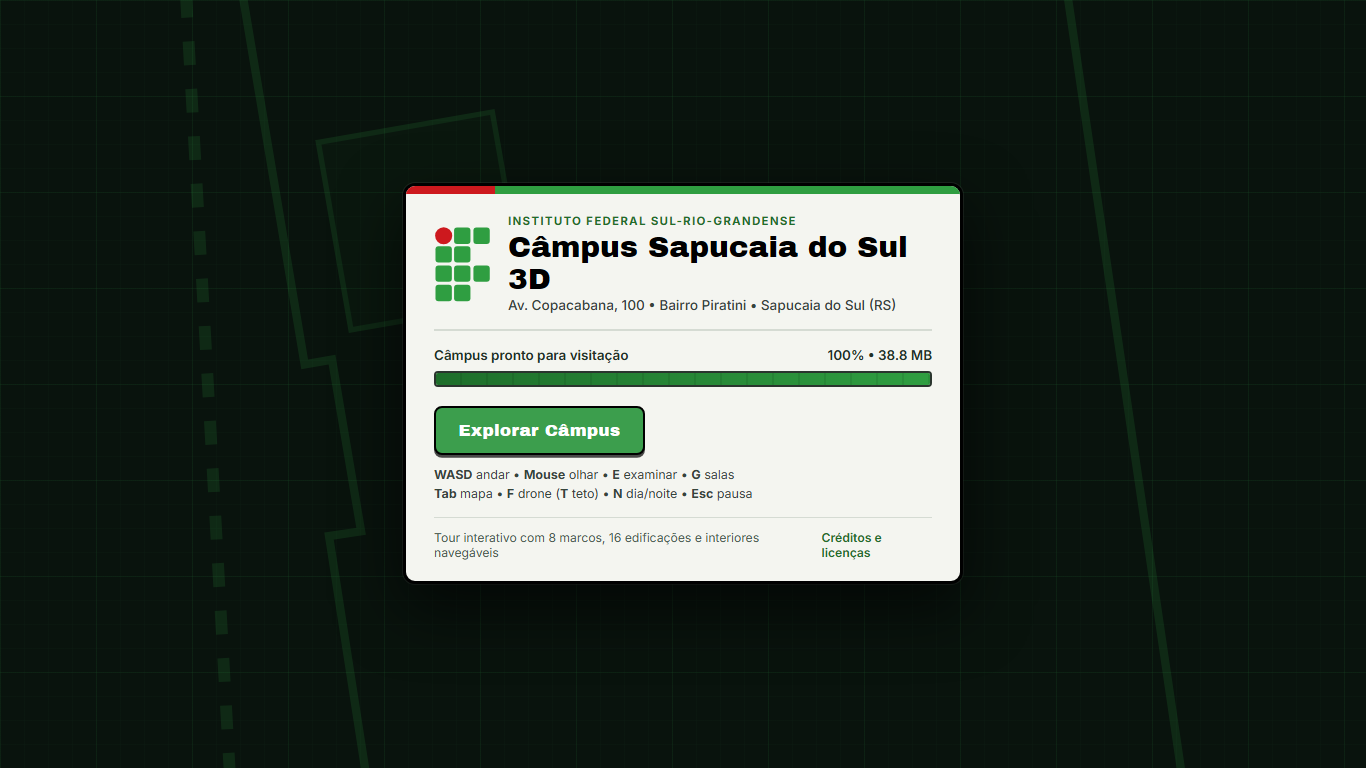 INSTITUTO FEDERAL SUL-RIO-GRANDENSE
Câmpus Sapucaia do Sul
3D
Av. Copacabana, 100 • Bairro Piratini • Sapucaia do Sul (RS)
Câmpus pronto para visitação
100% • 38.8 MB
Explorar Câmpus
WASD andar • Mouse olhar • E examinar • G salas
Tab mapa • F drone (T teto) • N dia/noite • Esc pausa
Tour interativo com 8 marcos, 16 edificações e interiores
navegáveis
Créditos e
licenças